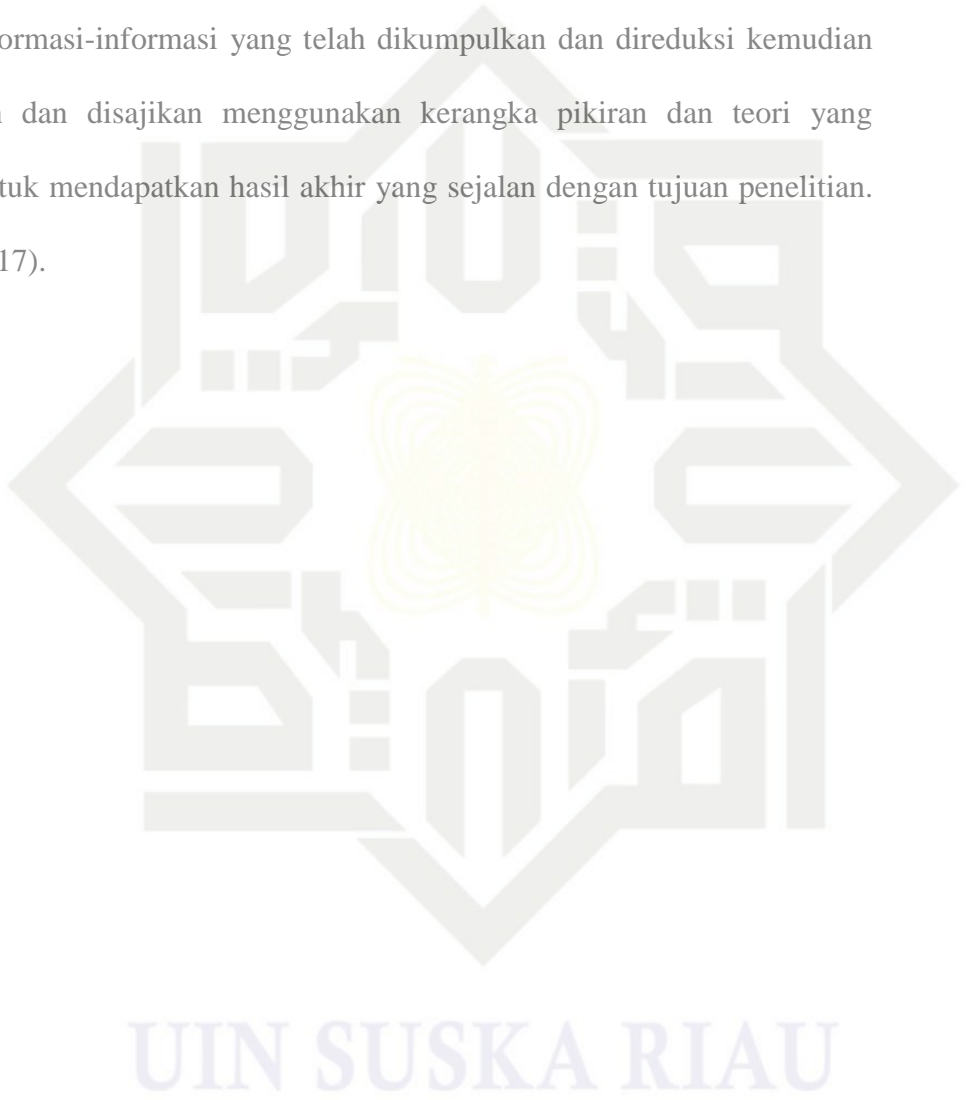 ormasi-informasi yang telah dikumpulkan dan direduksi kemudian
dan disajikan menggunakan kerangka pikiran dan teori yang
tuk mendapatkan hasil akhir yang sejalan dengan tujuan penelitian.
17).
UIN SUSKA RIAU